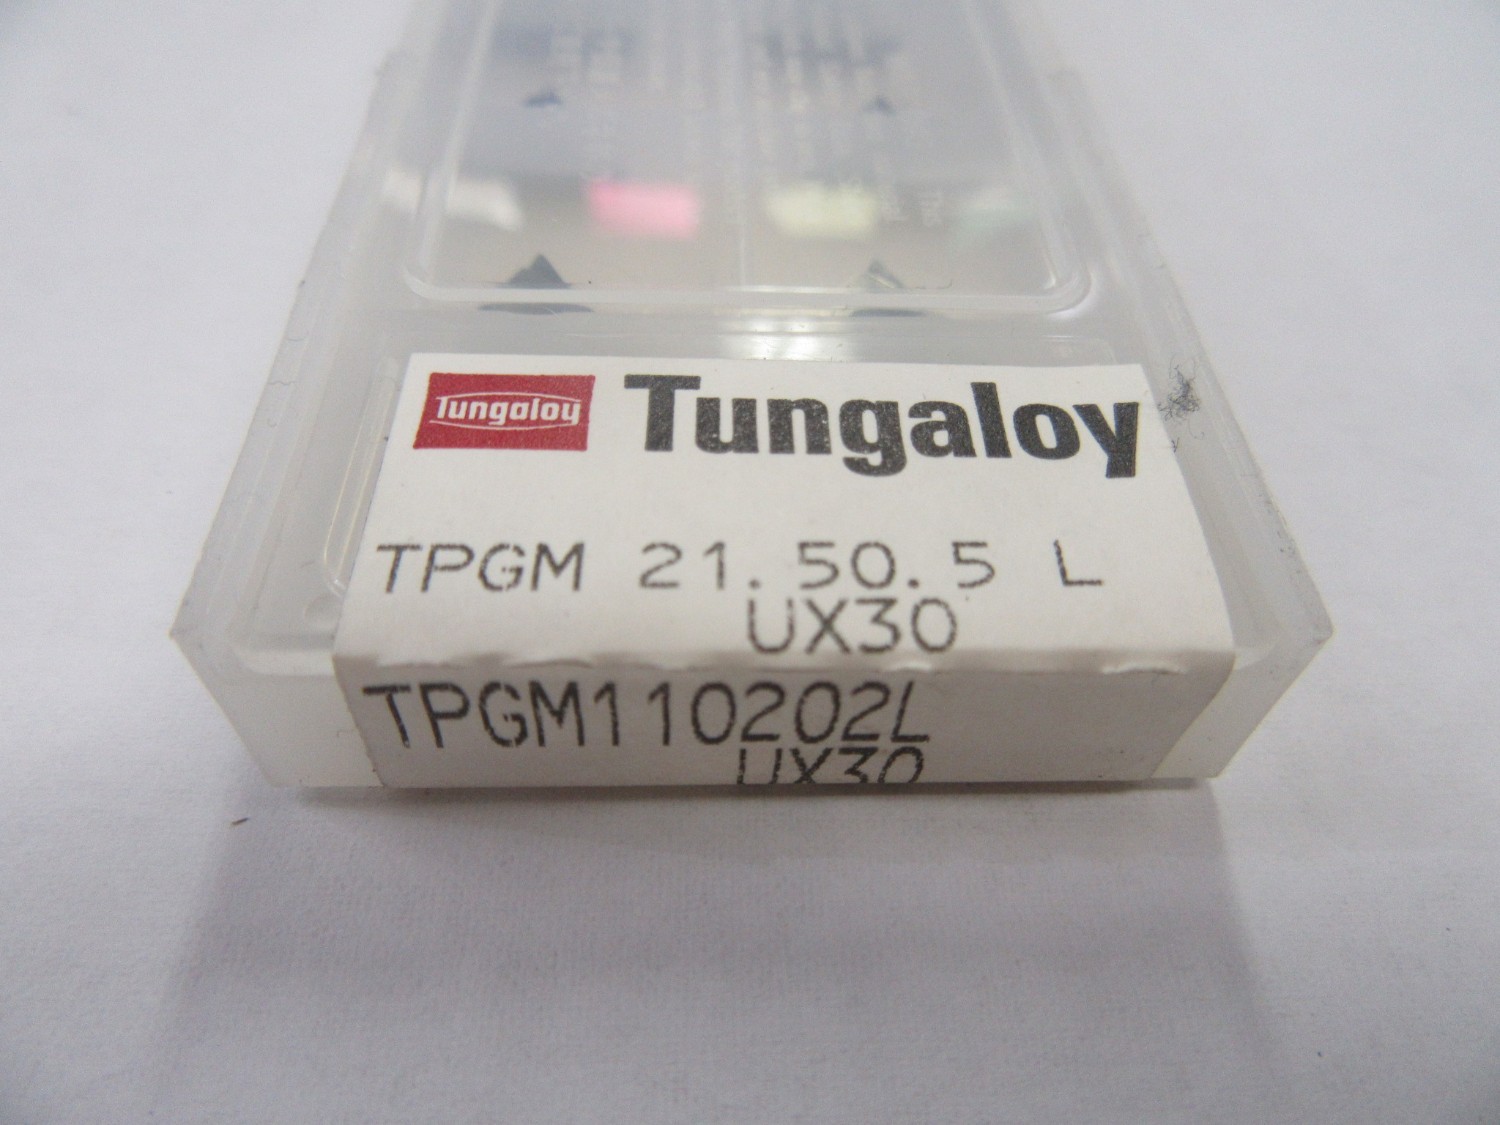 Tungaloy Tungaloy
TPGM 21.50.5 L
UX30
TPGM110202L
UX30